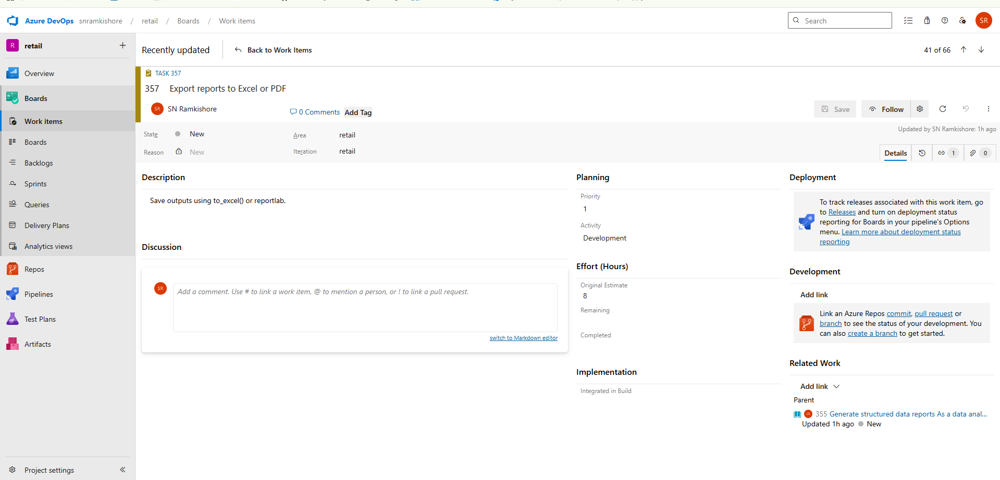 Azure DevOps snramkishore / retail / Boards / Work items
Search
SR
R retail
Overview
Boards
Work items
Boards
Backlogs
Sprints
Queries
Delivery Plans
Analytics views
Repos
Pipelines
Test Plans
Artifacts
Project settings
Recently updated
Back to Work Items
41 of 66
TASK 357
357 Export reports to Excel or PDF
SR SN Ramkishore
0 Comments
Add Tag
Save
Follow
State New
Area retail
Updated by SN Ramkishore: 1h ago
Reason New
Iteration retail
Details
1
0
Description
Save outputs using to_excel() or reportlab.
Discussion
SR
Add a comment. Use # to link a work item, @ to mention a person, or ! to link a pull request.
switch to Markdown editor
Planning
Priority
1
Activity
Development
Effort (Hours)
Original Estimate
8
Remaining
Completed
Implementation
Integrated in Build
Deployment
To track releases associated with this work item, go
to Releases and turn on deployment status
reporting for Boards in your pipeline's Options
menu. Learn more about deployment status
reporting
Development
Add link
Link an Azure Repos commit, pull request or
branch to see the status of your development. You
can also create a branch to get started.
Related Work
Add link
Parent
SR 355 Generate structured data reports As a data anal...
Updated 1h ago New